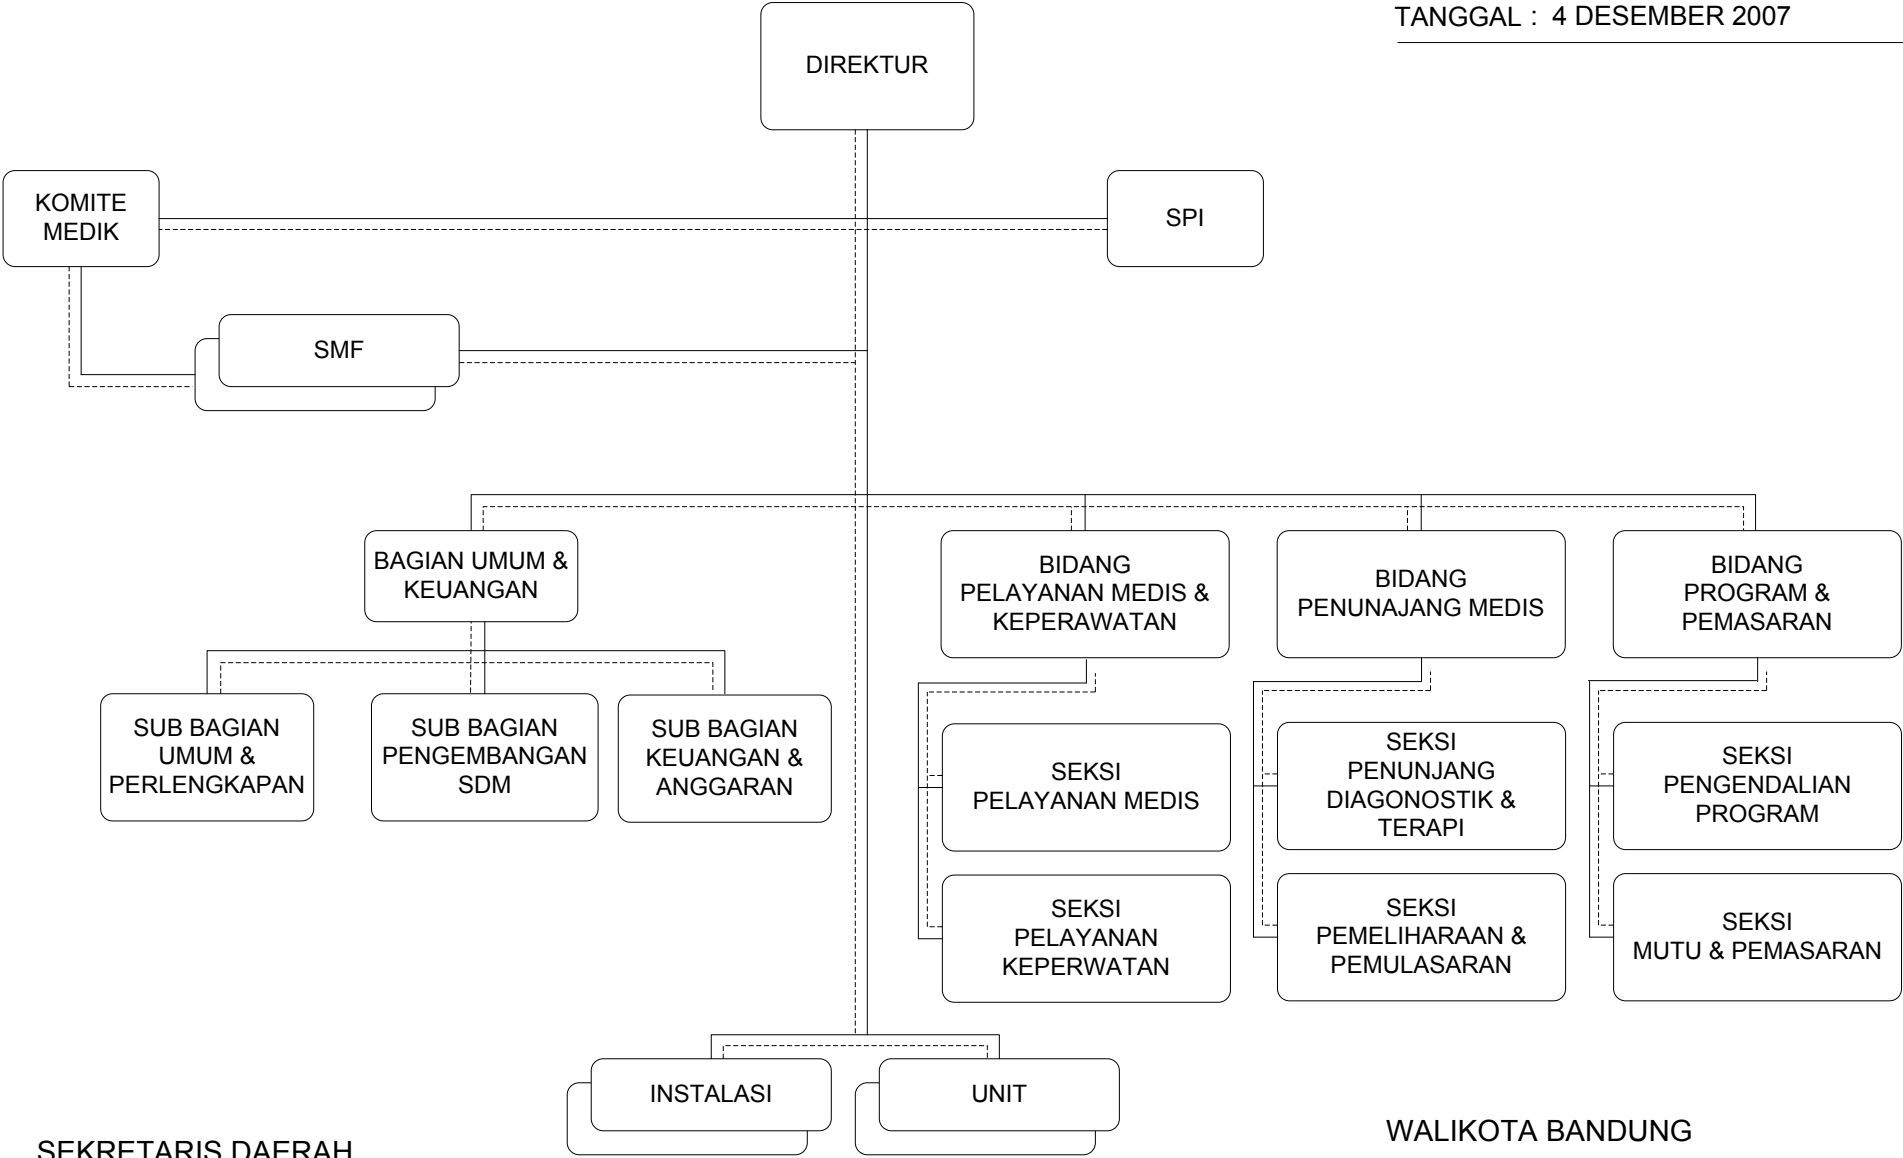 TANGGAL : 4 DESEMBER 2007
DIREKTUR
KOMITE
MEDIK
SPI
SMF
BAGIAN UMUM &
KEUANGAN
BIDANG
PELAYANAN MEDIS &
KEPERAWATAN
BIDANG
PENUNAJANG MEDIS
BIDANG
PROGRAM &
PEMASARAN
SUB BAGIAN
UMUM &
PERLENGKAPAN
SUB BAGIAN
PENGEMBANGAN
SDM
SUB BAGIAN
KEUANGAN &
ANGGARAN
SEKSI
PELAYANAN MEDIS
SEKSI
PENUNJANG
DIAGONOSTIK &
TERAPI
SEKSI
PENGENDALIAN
PROGRAM
SEKSI
PELAYANAN
KEPERWATAN
SEKSI
PEMELIHARAAN &
PEMULASARAN
SEKSI
MUTU & PEMASARAN
INSTALASI
UNIT
SEKRETARIS DAERAH
WALIKOTA BANDUNG